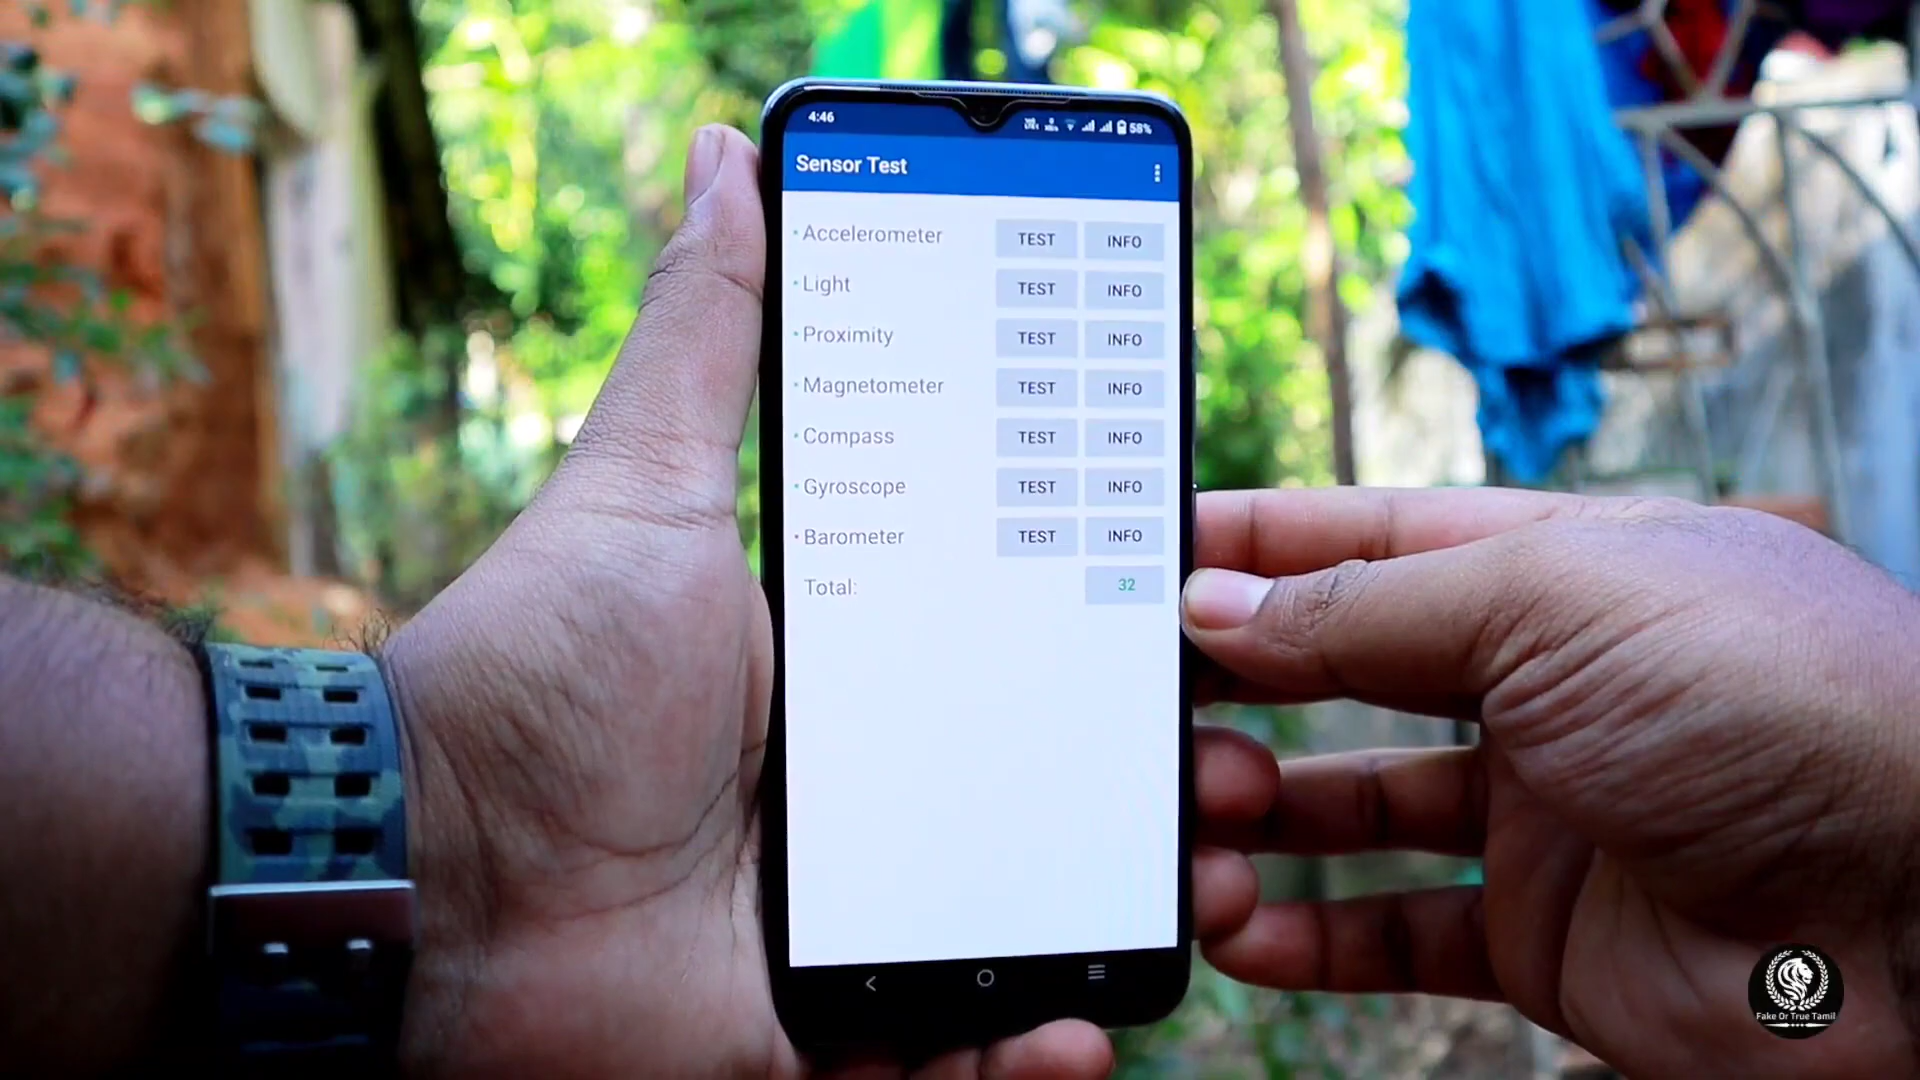 4:46 58%
Sensor Test
Accelerometer TEST INFO
Light TEST INFO
Proximity TEST INFO
Magnetometer TEST INFO
Compass TEST INFO
Gyroscope TEST INFO
Barometer TEST INFO
Total: 32
Fake Or True Tamil